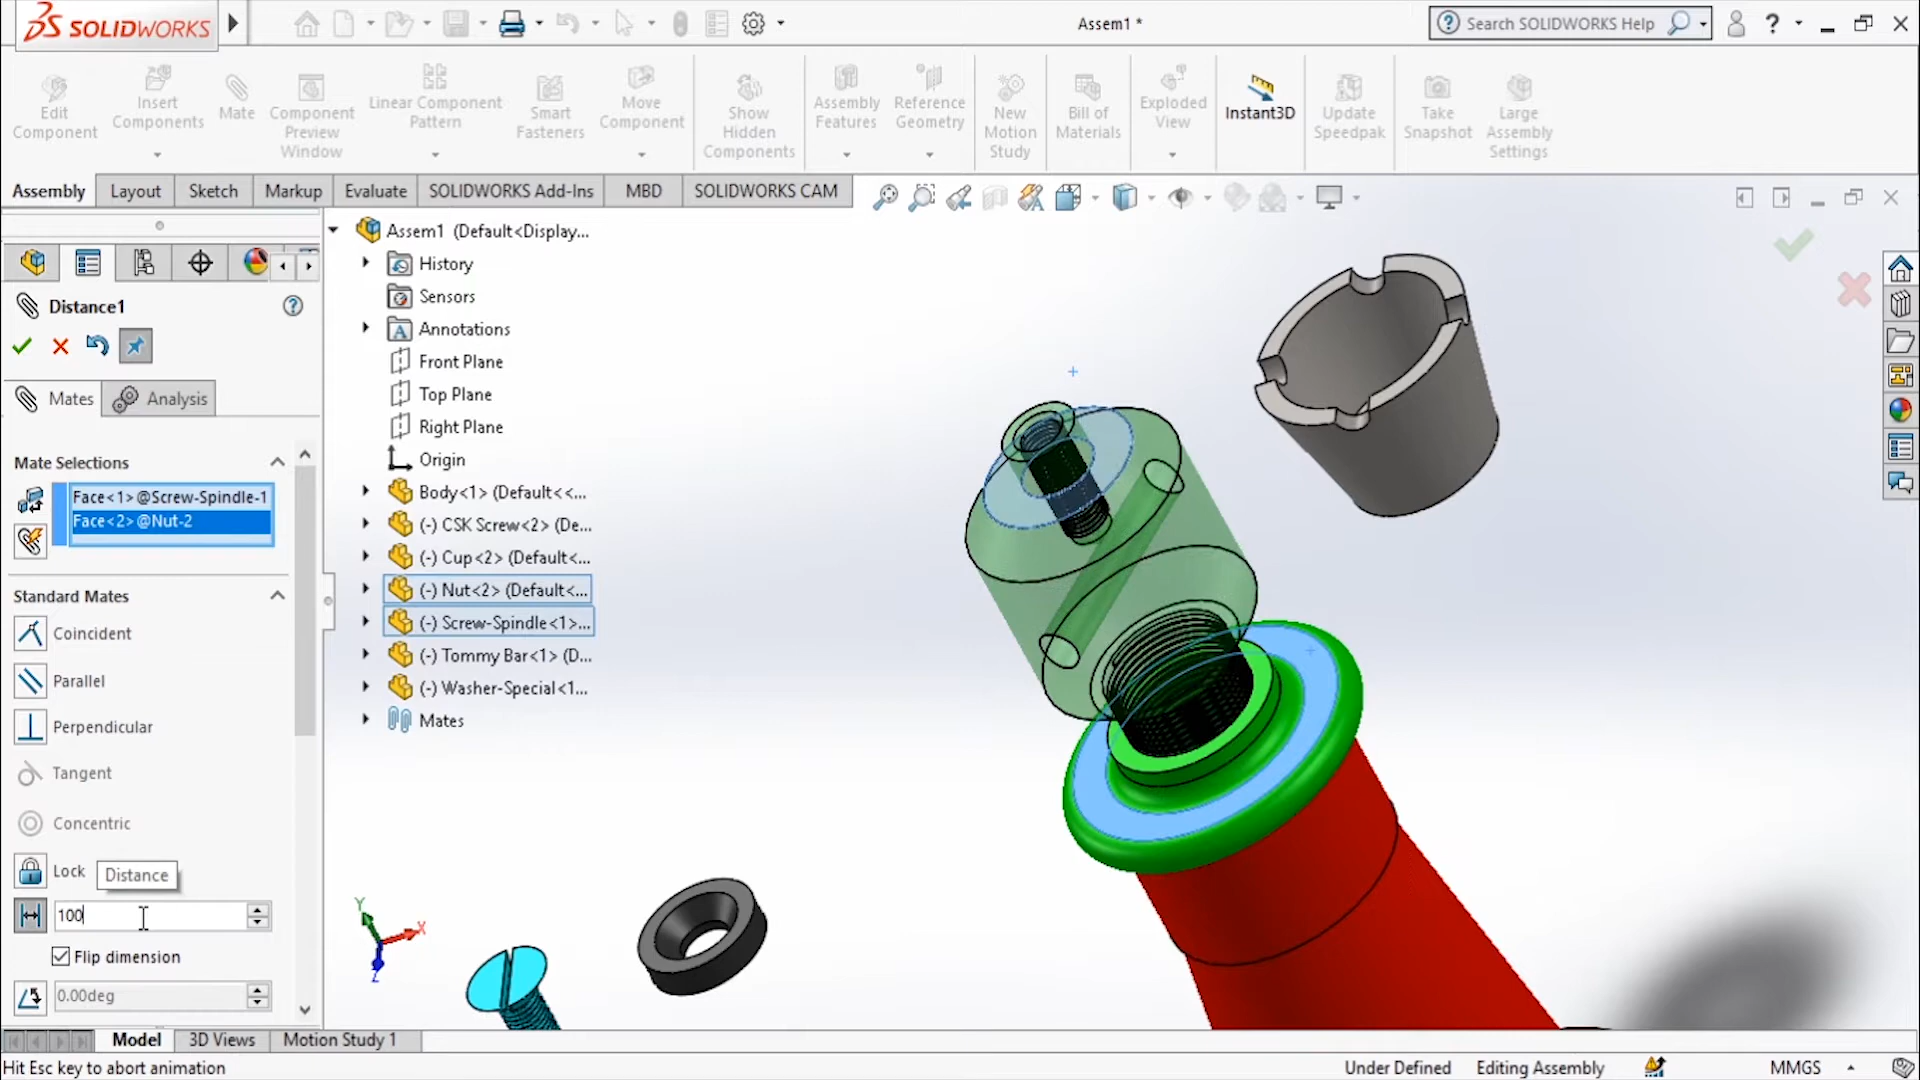 SOLIDWORKS
Assem1 *
Search SOLIDWORKS Help
Edit Component
Insert Components
Mate
Component Preview Window
Linear Component Pattern
Smart Fasteners
Move Component
Show Hidden Components
Assembly Features
Reference Geometry
New Motion Study
Bill of Materials
Exploded View
Instant3D
Update Speedpak
Take Snapshot
Large Assembly Settings
Assembly
Layout
Sketch
Markup
Evaluate
SOLIDWORKS Add-Ins
MBD
SOLIDWORKS CAM
Distance1
Mates
Analysis
Mate Selections
Face<1>@Screw-Spindle-1
Face<2>@Nut-2
Standard Mates
Coincident
Parallel
Perpendicular
Tangent
Concentric
Lock
Distance
100
Flip dimension
0.00deg
Assem1 (Default<Display...
History
Sensors
Annotations
Front Plane
Top Plane
Right Plane
Origin
Body<1> (Default<<...
(-) CSK Screw<2> (De...
(-) Cup<2> (Default<...
(-) Nut<2> (Default<...
(-) Screw-Spindle<1>...
(-) Tommy Bar<1> (D...
(-) Washer-Special<1...
Mates
Y
X
Z
Model
3D Views
Motion Study 1
Hit Esc key to abort animation
Under Defined
Editing Assembly
MMGS